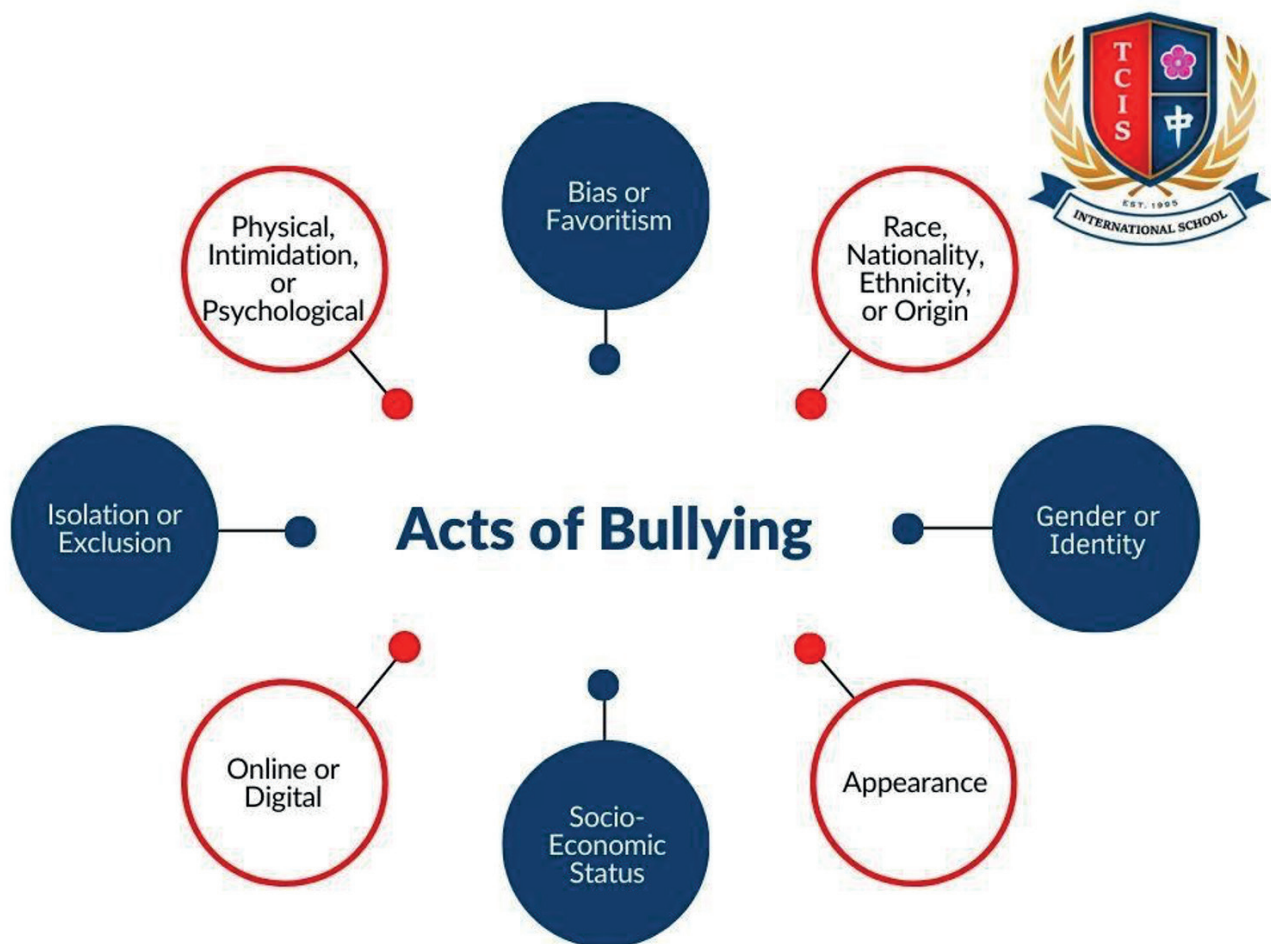 T
C
I
S
中
EST. 1995
INTERNATIONAL SCHOOL
Bias or
Favoritism
Physical,
Intimidation,
or
Psychological
Race,
Nationality,
Ethnicity,
or Origin
Isolation or
Exclusion
Acts of Bullying
Gender or
Identity
Online or
Digital
Socio-
Economic
Status
Appearance